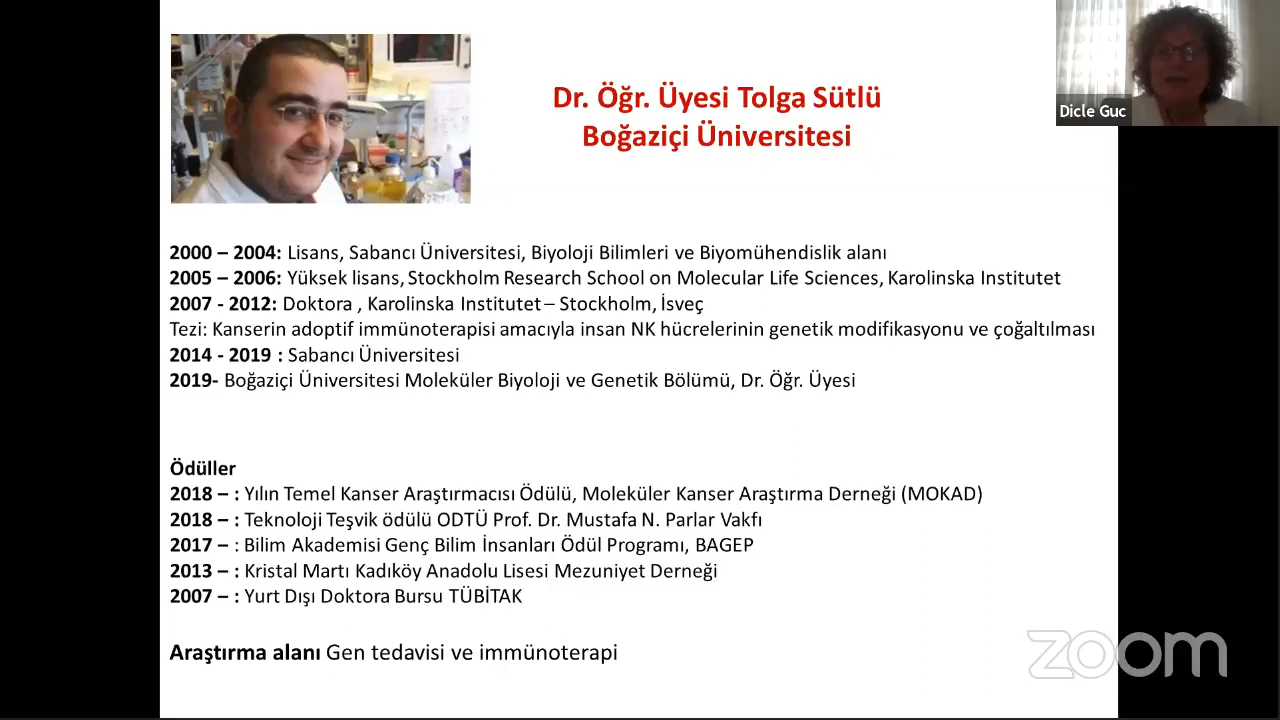 Dr. Öğr. Üyesi Tolga Sütlü
Boğaziçi Üniversitesi
Dicle Guc
2000 – 2004: Lisans, Sabancı Üniversitesi, Biyoloji Bilimleri ve Biyomühendislik alanı
2005 – 2006: Yüksek lisans, Stockholm Research School on Molecular Life Sciences, Karolinska Institutet
2007 - 2012: Doktora , Karolinska Institutet – Stockholm, İsveç
Tezi: Kanserin adoptif immünoterapisi amacıyla insan NK hücrelerinin genetik modifikasyonu ve çoğaltılması
2014 - 2019 : Sabancı Üniversitesi
2019- Boğaziçi Üniversitesi Moleküler Biyoloji ve Genetik Bölümü, Dr. Öğr. Üyesi
Ödüller
2018 – : Yılın Temel Kanser Araştırmacısı Ödülü, Moleküler Kanser Araştırma Derneği (MOKAD)
2018 – : Teknoloji Teşvik ödülü ODTÜ Prof. Dr. Mustafa N. Parlar Vakfı
2017 – : Bilim Akademisi Genç Bilim İnsanları Ödül Programı, BAGEP
2013 – : Kristal Martı Kadıköy Anadolu Lisesi Mezuniyet Derneği
2007 – : Yurt Dışı Doktora Bursu TÜBİTAK
Araştırma alanı Gen tedavisi ve immünoterapi
zoom